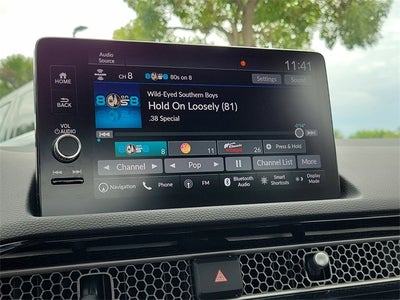 Audio
Source
11:41
HOME
CH 8 80s on 8
Settings
Sound
BACK
Wild-Eyed Southern Boys
Hold On Loosely (81)
.38 Special
VOL
AUDIO
8
11
26
Press & Hold
Channel
Pop
Channel List
More
Navigation
Phone
FM
Bluetooth
Audio
Smart
Shortcuts
Display
Mode